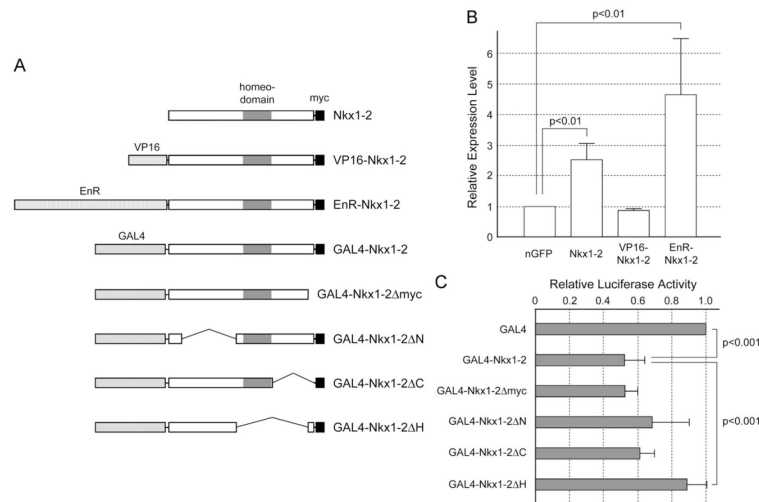 A
homeo-
domain
myc
Nkx1-2
VP16
VP16-Nkx1-2
EnR
EnR-Nkx1-2
GAL4
GAL4-Nkx1-2
GAL4-Nkx1-2Δmyc
GAL4-Nkx1-2ΔN
GAL4-Nkx1-2ΔC
GAL4-Nkx1-2ΔH
B
p<0.01
p<0.01
Relative Expression Level
6
5
4
3
2
1
0
nGFP
Nkx1-2
VP16-
Nkx1-2
EnR-
Nkx1-2
C
Relative Luciferase Activity
0 0.2 0.4 0.6 0.8 1.0
GAL4
GAL4-Nkx1-2
GAL4-Nkx1-2Δmyc
GAL4-Nkx1-2ΔN
GAL4-Nkx1-2ΔC
GAL4-Nkx1-2ΔH
p<0.001
p<0.001